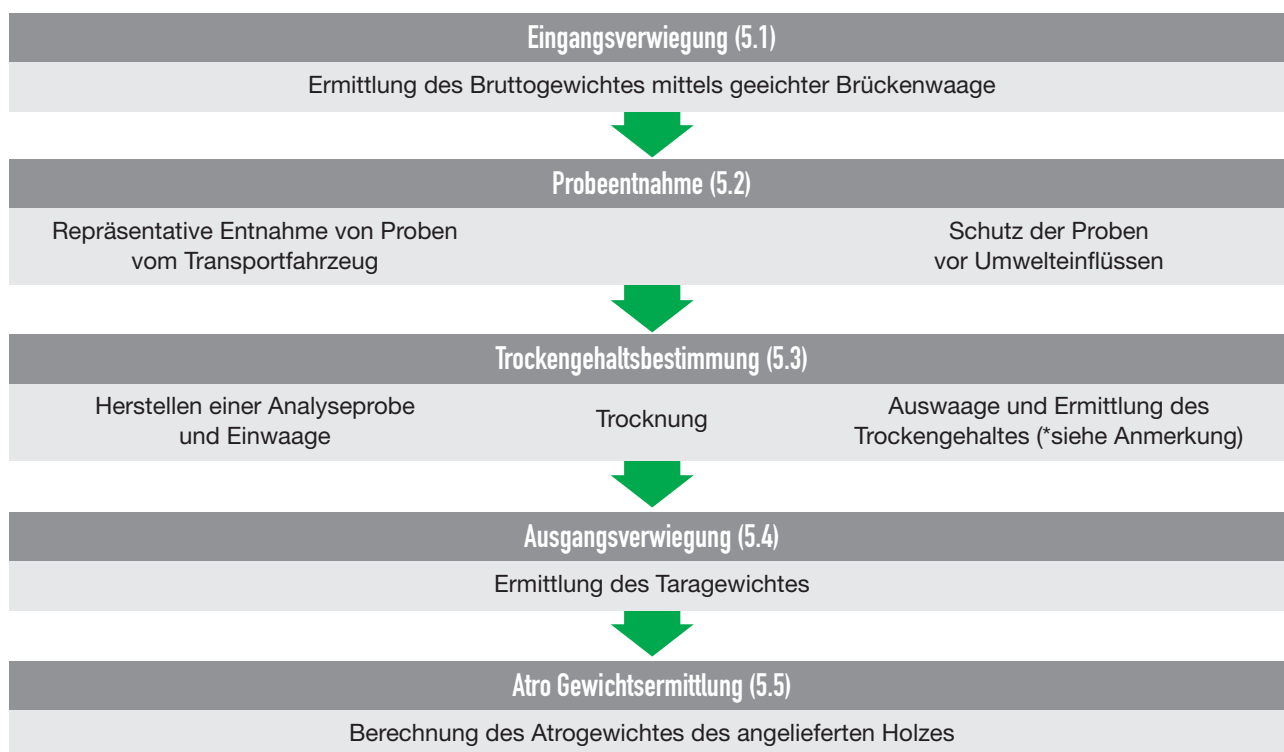 Eingangsverwiegung (5.1)
Ermittlung des Bruttogewichtes mittels geeichter Brückenwaage
Probeentnahme (5.2)
Repräsentative Entnahme von Proben
vom Transportfahrzeug
Schutz der Proben
vor Umwelteinflüssen
Trockengehaltsbestimmung (5.3)
Herstellen einer Analyseprobe
und Einwaage
Trocknung
Auswaage und Ermittlung des
Trockengehaltes (*siehe Anmerkung)
Ausgangsverwiegung (5.4)
Ermittlung des Taragewichtes
Atro Gewichtsermittlung (5.5)
Berechnung des Atrogewichtes des angelieferten Holzes